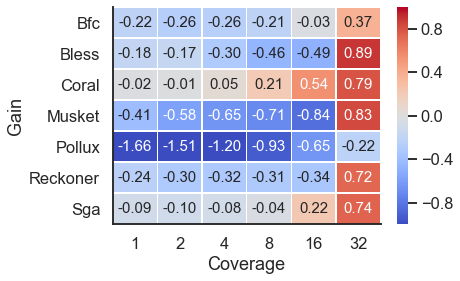 Gain
Bfc -0.22 -0.26 -0.26 -0.21 -0.03 0.37
Bless -0.18 -0.17 -0.30 -0.46 -0.49 0.89
Coral -0.02 -0.01 0.05 0.21 0.54 0.79
Musket -0.41 -0.58 -0.65 -0.71 -0.84 0.83
Pollux -1.66 -1.51 -1.20 -0.93 -0.65 -0.22
Reckoner -0.24 -0.30 -0.32 -0.31 -0.34 0.72
Sga -0.09 -0.10 -0.08 -0.04 0.22 0.74
1 2 4 8 16 32
Coverage
0.8
0.4
0.0
−0.4
−0.8